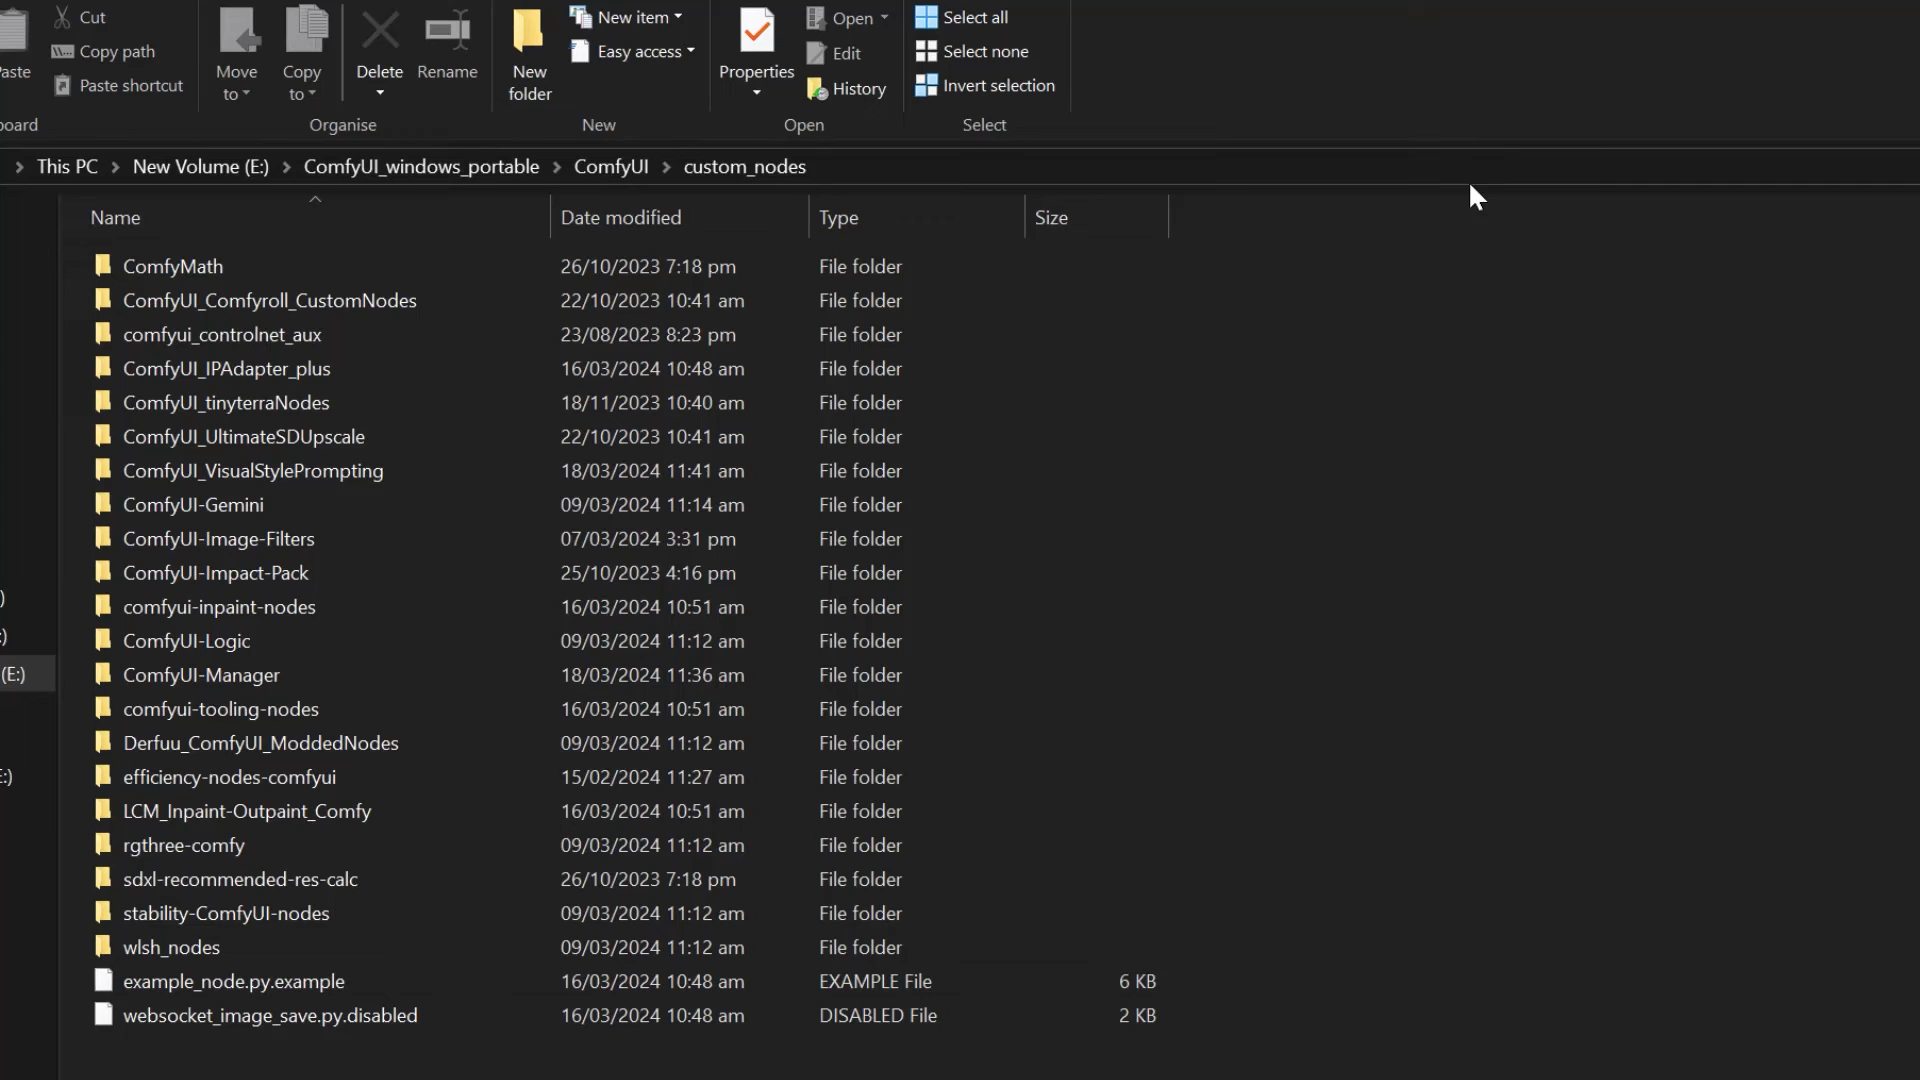 Cut
Copy path
Paste shortcut
aste
board
Move to
Copy to
Delete
Rename
Organise
New folder
New item
Easy access
New
Properties
Open
Edit
History
Open
Select all
Select none
Invert selection
Select
This PC > New Volume (E:) > ComfyUI_windows_portable > ComfyUI > custom_nodes
Name Date modified Type Size
ComfyMath 26/10/2023 7:18 pm File folder
ComfyUI_Comfyroll_CustomNodes 22/10/2023 10:41 am File folder
comfyui_controlnet_aux 23/08/2023 8:23 pm File folder
ComfyUI_IPAdapter_plus 16/03/2024 10:48 am File folder
ComfyUI_tinyterraNodes 18/11/2023 10:40 am File folder
ComfyUI_UltimateSDUpscale 22/10/2023 10:41 am File folder
ComfyUI_VisualStylePrompting 18/03/2024 11:41 am File folder
ComfyUI-Gemini 09/03/2024 11:14 am File folder
ComfyUI-Image-Filters 07/03/2024 3:31 pm File folder
ComfyUI-Impact-Pack 25/10/2023 4:16 pm File folder
comfyui-inpaint-nodes 16/03/2024 10:51 am File folder
ComfyUI-Logic 09/03/2024 11:12 am File folder
ComfyUI-Manager 18/03/2024 11:36 am File folder
comfyui-tooling-nodes 16/03/2024 10:51 am File folder
Derfuu_ComfyUI_ModdedNodes 09/03/2024 11:12 am File folder
efficiency-nodes-comfyui 15/02/2024 11:27 am File folder
LCM_Inpaint-Outpaint_Comfy 16/03/2024 10:51 am File folder
rgthree-comfy 09/03/2024 11:12 am File folder
sdxl-recommended-res-calc 26/10/2023 7:18 pm File folder
stability-ComfyUI-nodes 09/03/2024 11:12 am File folder
wlsh_nodes 09/03/2024 11:12 am File folder
example_node.py.example 16/03/2024 10:48 am EXAMPLE File 6 KB
websocket_image_save.py.disabled 16/03/2024 10:48 am DISABLED File 2 KB
)
:)
(E:)
E:)